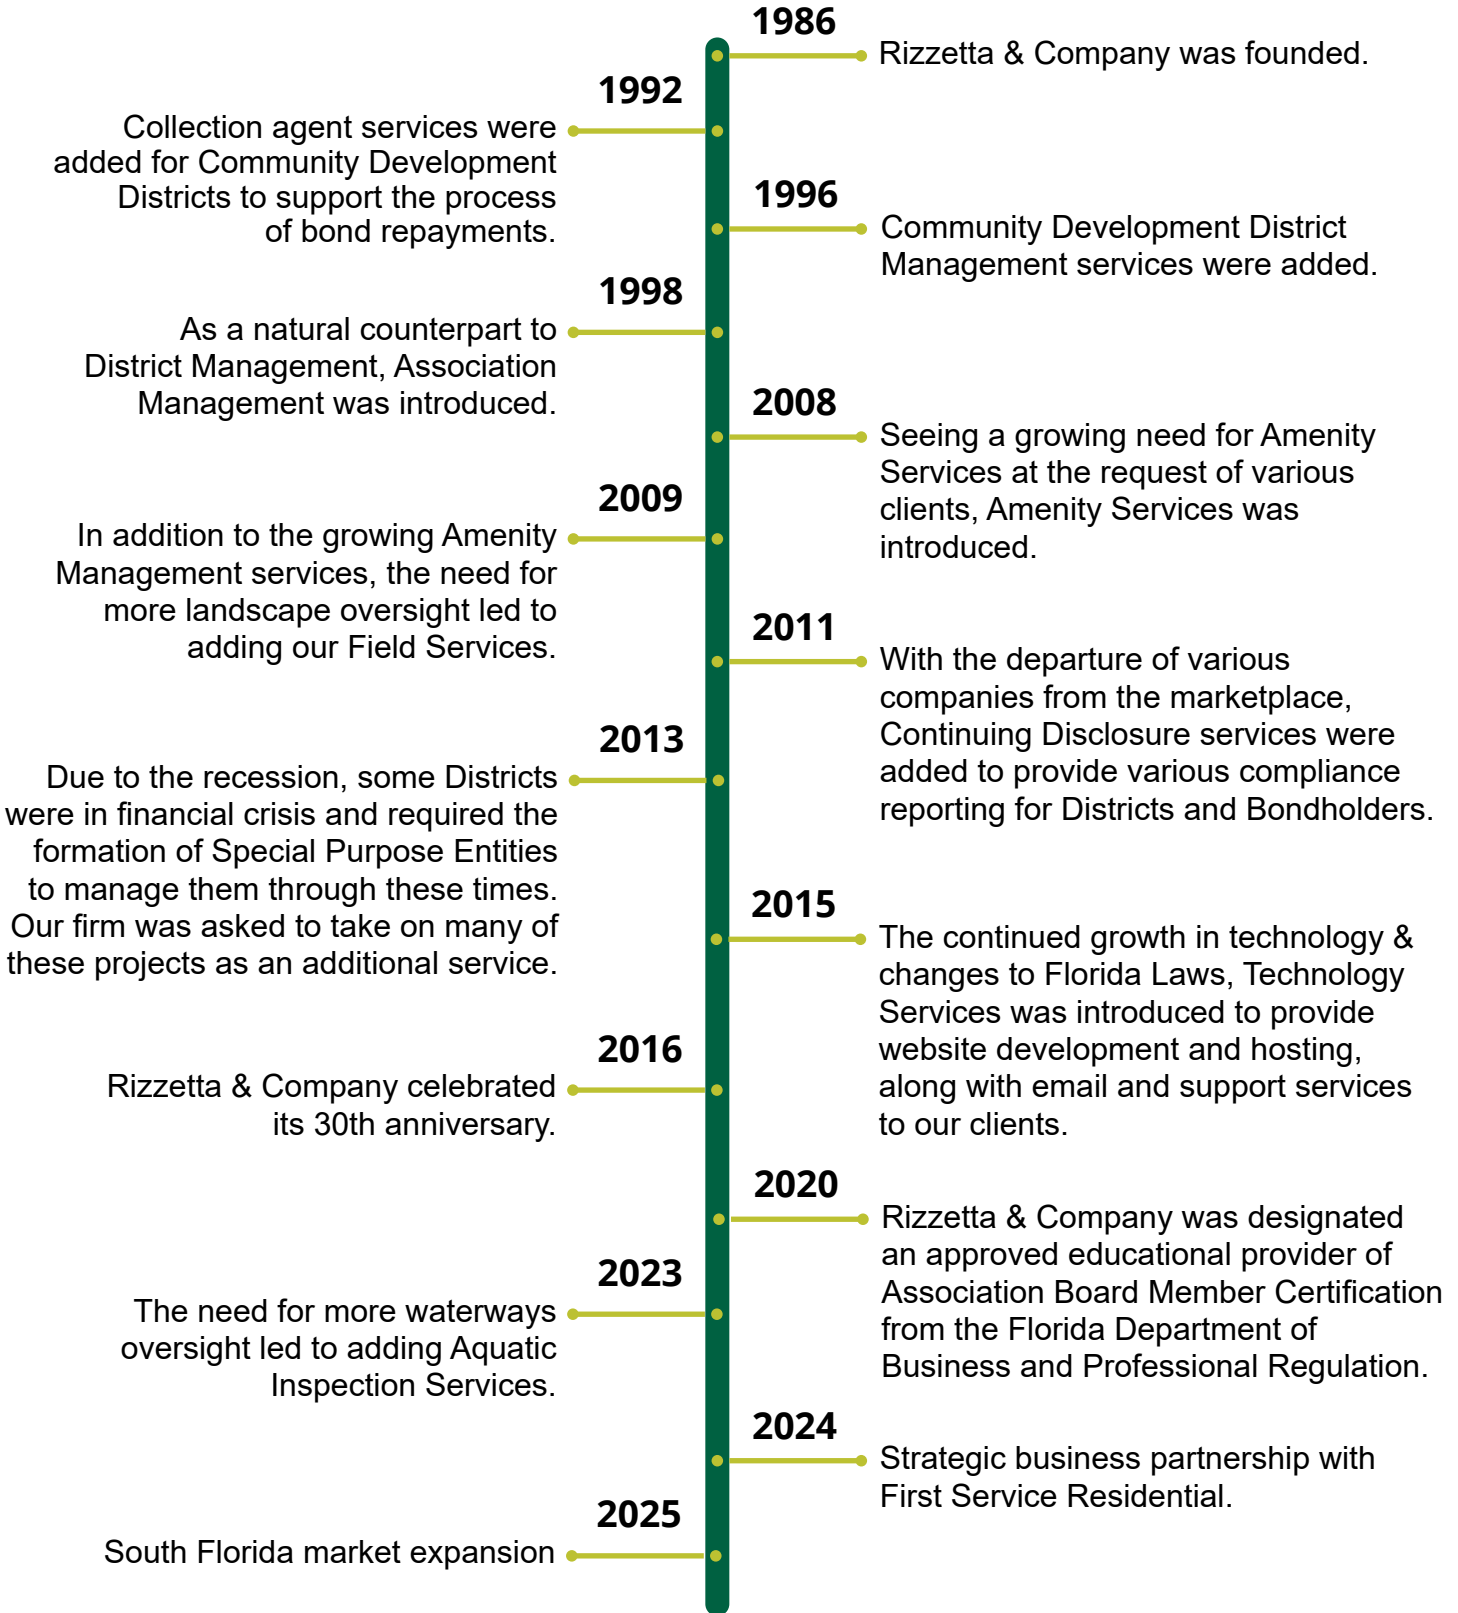 1986
Rizzetta & Company was founded.
1992
Collection agent services were
added for Community Development
Districts to support the process
of bond repayments.
1996
Community Development District
Management services were added.
1998
As a natural counterpart to
District Management, Association
Management was introduced.
2008
Seeing a growing need for Amenity
Services at the request of various
clients, Amenity Services was
introduced.
2009
In addition to the growing Amenity
Management services, the need for
more landscape oversight led to
adding our Field Services.
2011
With the departure of various
companies from the marketplace,
Continuing Disclosure services were
added to provide various compliance
reporting for Districts and Bondholders.
2013
Due to the recession, some Districts
were in financial crisis and required the
formation of Special Purpose Entities
to manage them through these times.
Our firm was asked to take on many of
these projects as an additional service.
2015
The continued growth in technology &
changes to Florida Laws, Technology
Services was introduced to provide
website development and hosting,
along with email and support services
to our clients.
2016
Rizzetta & Company celebrated
its 30th anniversary.
2020
Rizzetta & Company was designated
an approved educational provider of
Association Board Member Certification
from the Florida Department of
Business and Professional Regulation.
2023
The need for more waterways
oversight led to adding Aquatic
Inspection Services.
2024
Strategic business partnership with
First Service Residential.
2025
South Florida market expansion